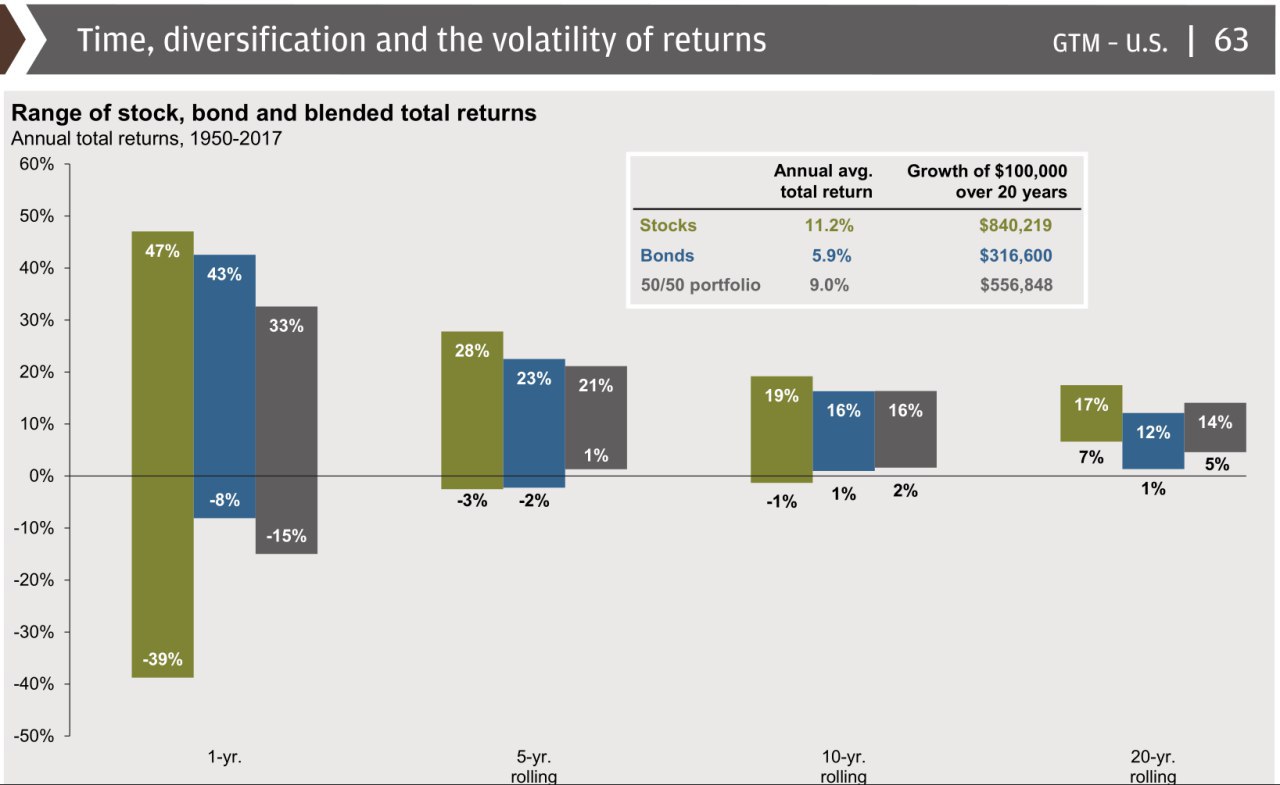 Time, diversification and the volatility of returns
GTM – U.S. | 63
Range of stock, bond and blended total returns
Annual total returns, 1950-2017
Annual avg. total return
Growth of $100,000 over 20 years
Stocks 11.2% $840,219
Bonds 5.9% $316,600
50/50 portfolio 9.0% $556,848
60%
50%
40%
30%
20%
10%
0%
-10%
-20%
-30%
-40%
-50%
47%
43%
33%
-8%
-15%
-39%
28%
23%
21%
1%
-3%
-2%
19%
16%
16%
-1%
1%
2%
17%
12%
14%
7%
1%
5%
1-yr.
5-yr.
rolling
10-yr.
rolling
20-yr.
rolling